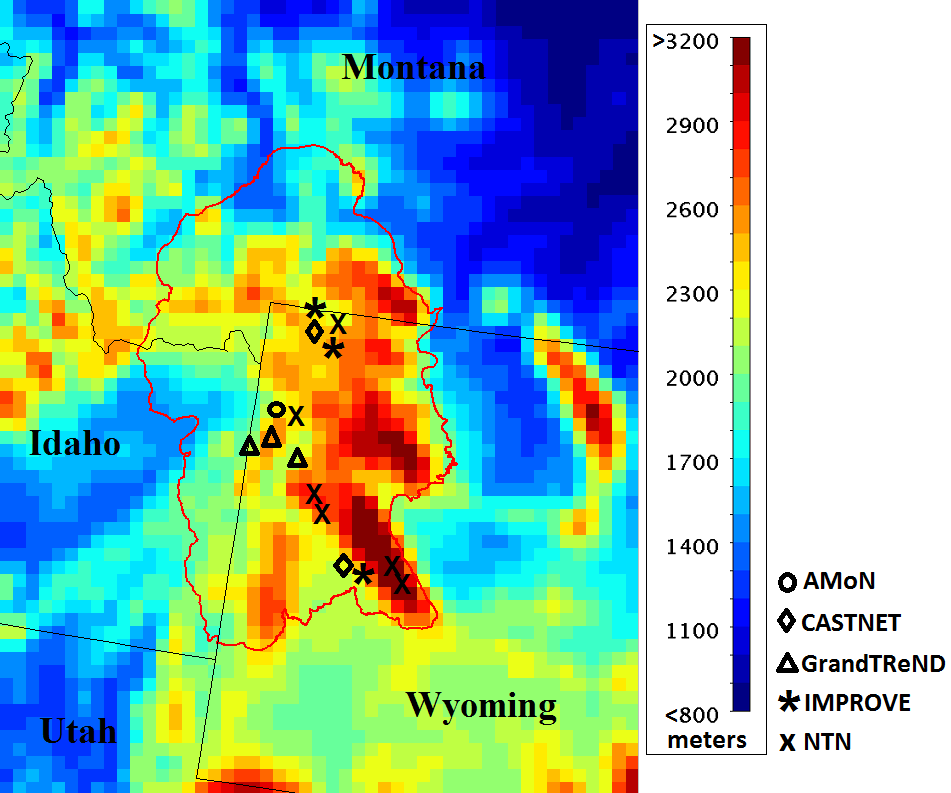 Montana
Idaho
Utah
Wyoming
>3200
2900
2600
2300
2000
1700
1400
1100
<800
meters
AMoN
CASTNET
GrandTReND
IMPROVE
NTN